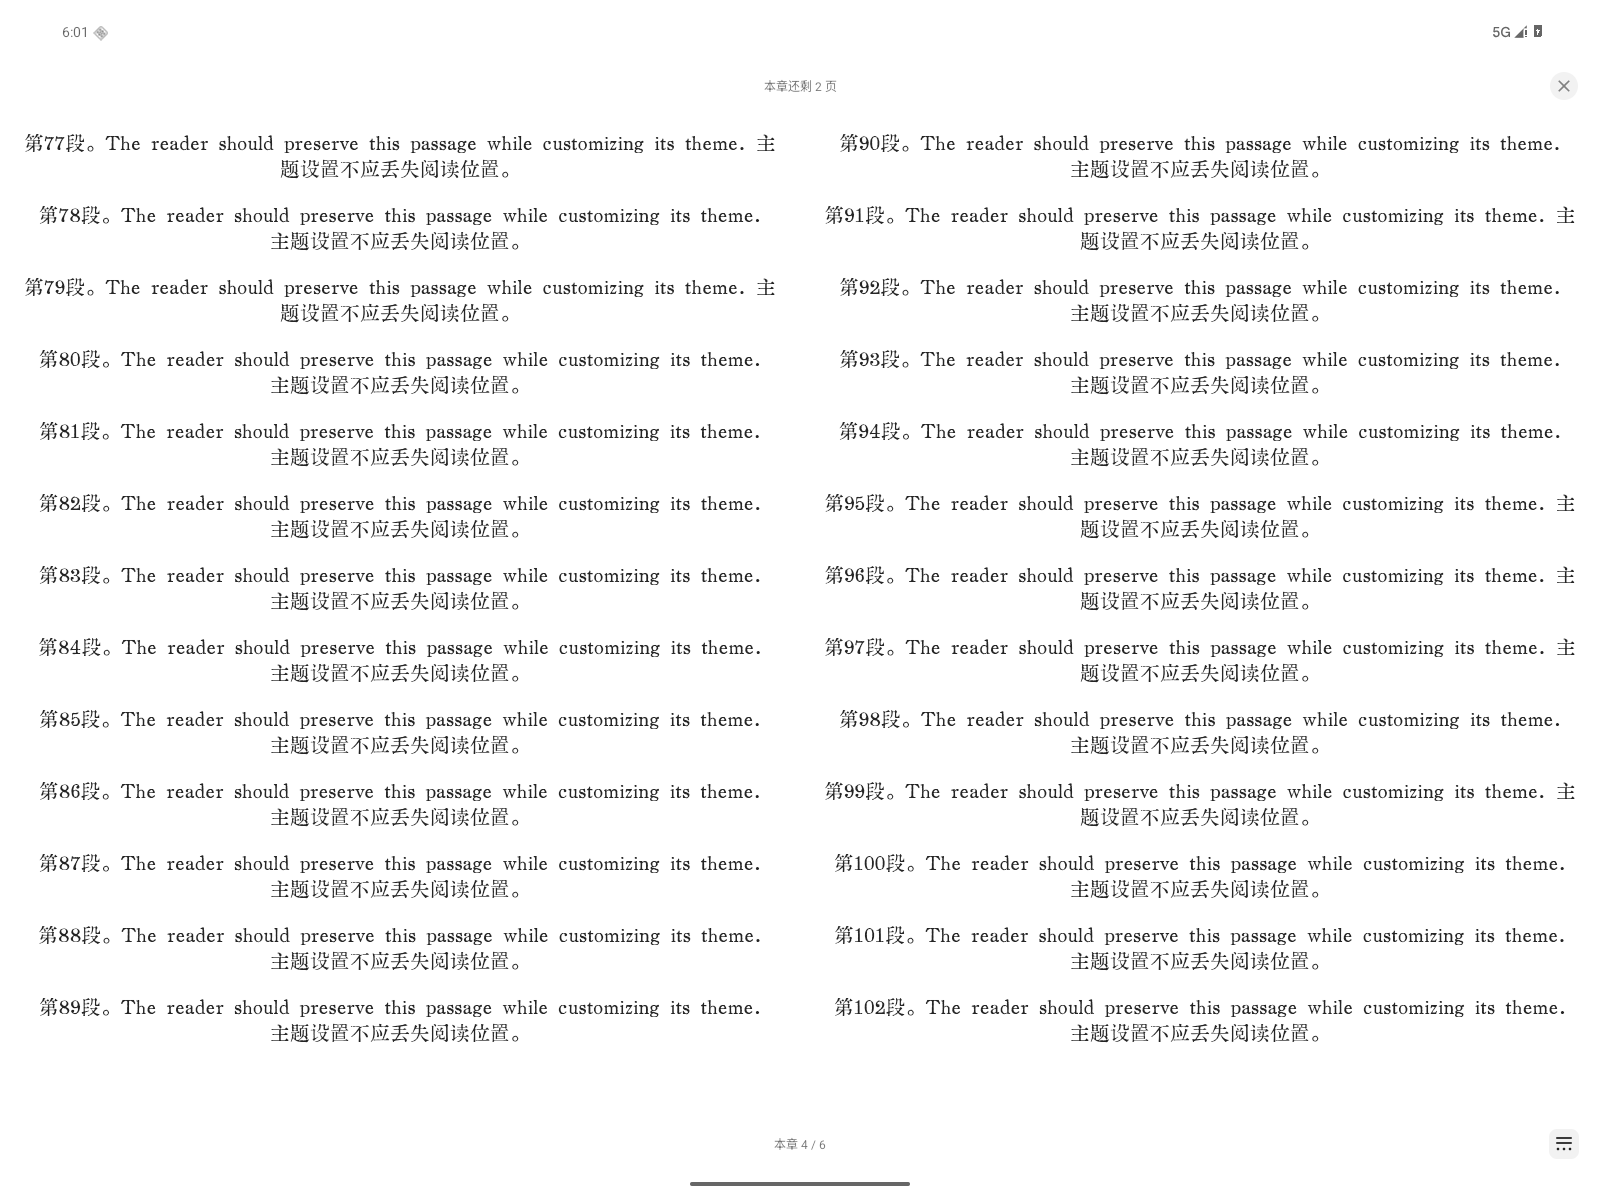 6:01
5G
本章还剩 2 页
第77段。The reader should preserve this passage while customizing its theme. 主
题设置不应丢失阅读位置。
第78段。The reader should preserve this passage while customizing its theme.
主题设置不应丢失阅读位置。
第79段。The reader should preserve this passage while customizing its theme. 主
题设置不应丢失阅读位置。
第80段。The reader should preserve this passage while customizing its theme.
主题设置不应丢失阅读位置。
第81段。The reader should preserve this passage while customizing its theme.
主题设置不应丢失阅读位置。
第82段。The reader should preserve this passage while customizing its theme.
主题设置不应丢失阅读位置。
第83段。The reader should preserve this passage while customizing its theme.
主题设置不应丢失阅读位置。
第84段。The reader should preserve this passage while customizing its theme.
主题设置不应丢失阅读位置。
第85段。The reader should preserve this passage while customizing its theme.
主题设置不应丢失阅读位置。
第86段。The reader should preserve this passage while customizing its theme.
主题设置不应丢失阅读位置。
第87段。The reader should preserve this passage while customizing its theme.
主题设置不应丢失阅读位置。
第88段。The reader should preserve this passage while customizing its theme.
主题设置不应丢失阅读位置。
第89段。The reader should preserve this passage while customizing its theme.
主题设置不应丢失阅读位置。
第90段。The reader should preserve this passage while customizing its theme.
主题设置不应丢失阅读位置。
第91段。The reader should preserve this passage while customizing its theme. 主
题设置不应丢失阅读位置。
第92段。The reader should preserve this passage while customizing its theme.
主题设置不应丢失阅读位置。
第93段。The reader should preserve this passage while customizing its theme.
主题设置不应丢失阅读位置。
第94段。The reader should preserve this passage while customizing its theme.
主题设置不应丢失阅读位置。
第95段。The reader should preserve this passage while customizing its theme. 主
题设置不应丢失阅读位置。
第96段。The reader should preserve this passage while customizing its theme. 主
题设置不应丢失阅读位置。
第97段。The reader should preserve this passage while customizing its theme. 主
题设置不应丢失阅读位置。
第98段。The reader should preserve this passage while customizing its theme.
主题设置不应丢失阅读位置。
第99段。The reader should preserve this passage while customizing its theme. 主
题设置不应丢失阅读位置。
第100段。The reader should preserve this passage while customizing its theme.
主题设置不应丢失阅读位置。
第101段。The reader should preserve this passage while customizing its theme.
主题设置不应丢失阅读位置。
第102段。The reader should preserve this passage while customizing its theme.
主题设置不应丢失阅读位置。
本章 4 / 6